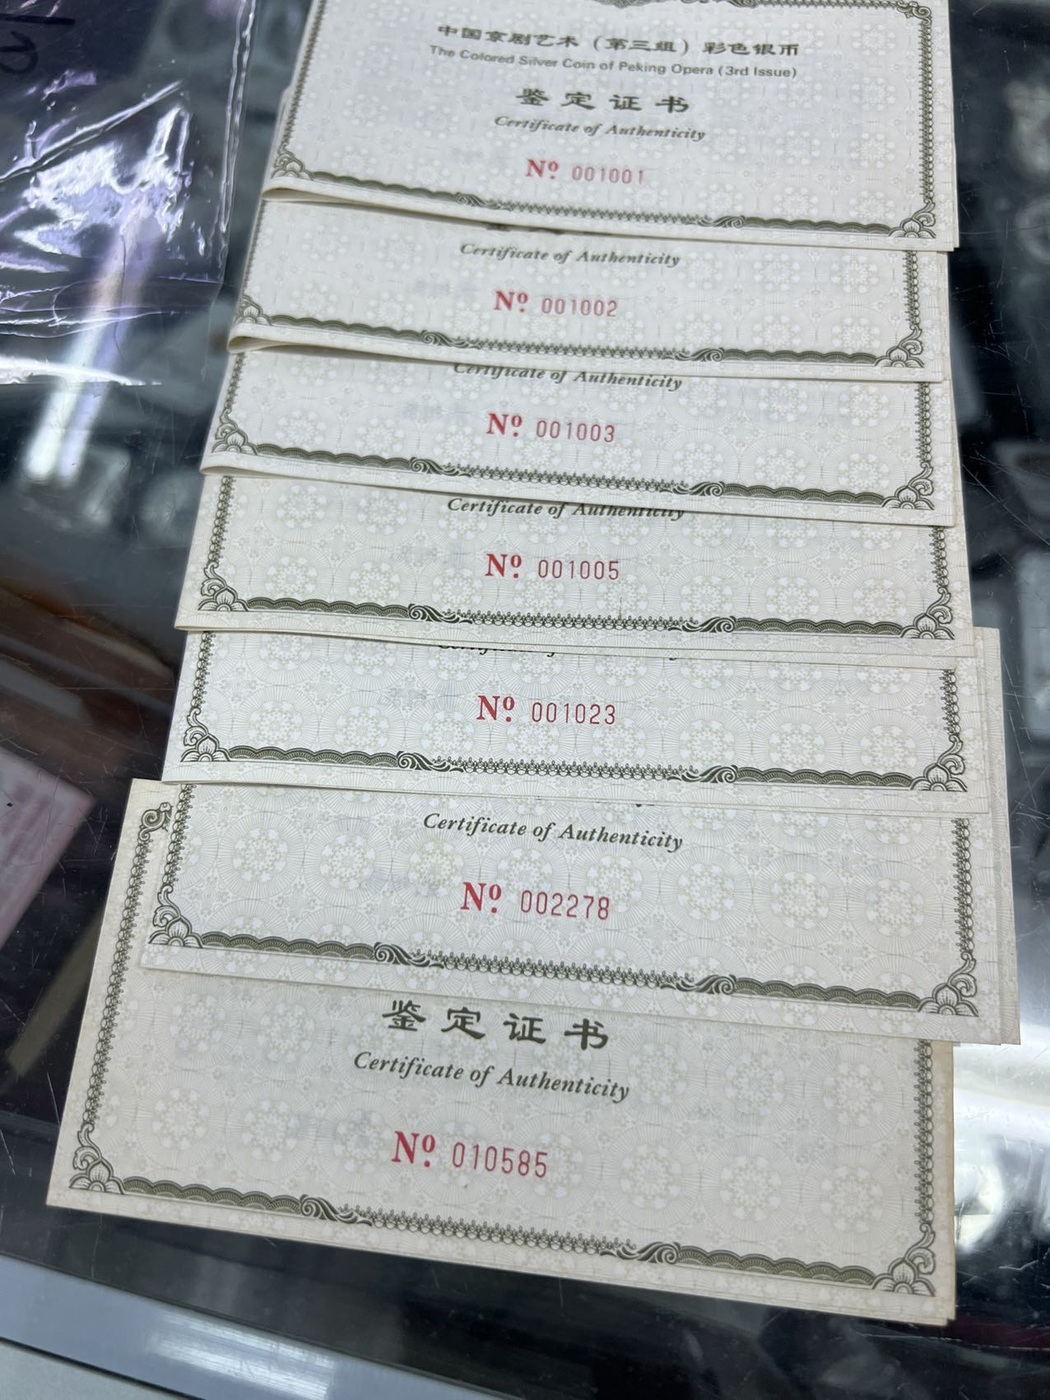 中国京剧艺术（第三组）彩色银币
The Colored Silver Coin of Peking Opera (3rd Issue)
鉴定证书
Certificate of Authenticity
Nº 001001
Certificate of Authenticity
Nº 001002
Certificate of Authenticity
Nº 001003
Certificate of Authenticity
Nº 001005
Nº 001023
Certificate of Authenticity
Nº 002278
鉴定证书
Certificate of Authenticity
Nº 010585